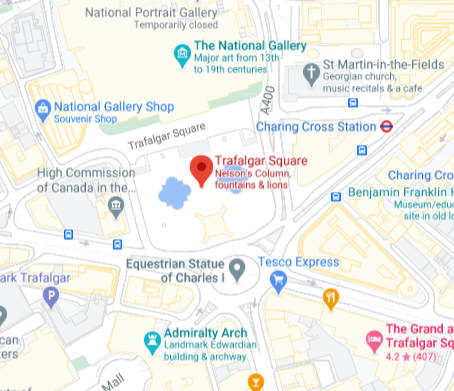 National Portrait Gallery
Temporarily closed
The National Gallery
Major art from 13th
to 19th centuries
St Martin-in-the-Fields
Georgian church,
music recitals & a cafe
A400
National Gallery Shop
Souvenir Shop
Charing Cross Station
Trafalgar Square
Trafalgar Square
Nelson's Column,
fountains & lions
High Commission
of Canada in the...
Charing Cro
Benjamin Franklin H
Museum/edu
site in old lo
Equestrian Statue
of Charles I
Tesco Express
ark Trafalgar
P
Admiralty Arch
Landmark Edwardian
building & archway
The Grand a
Trafalgar Sq
4.2 ★ (407)
can
ters
Mall